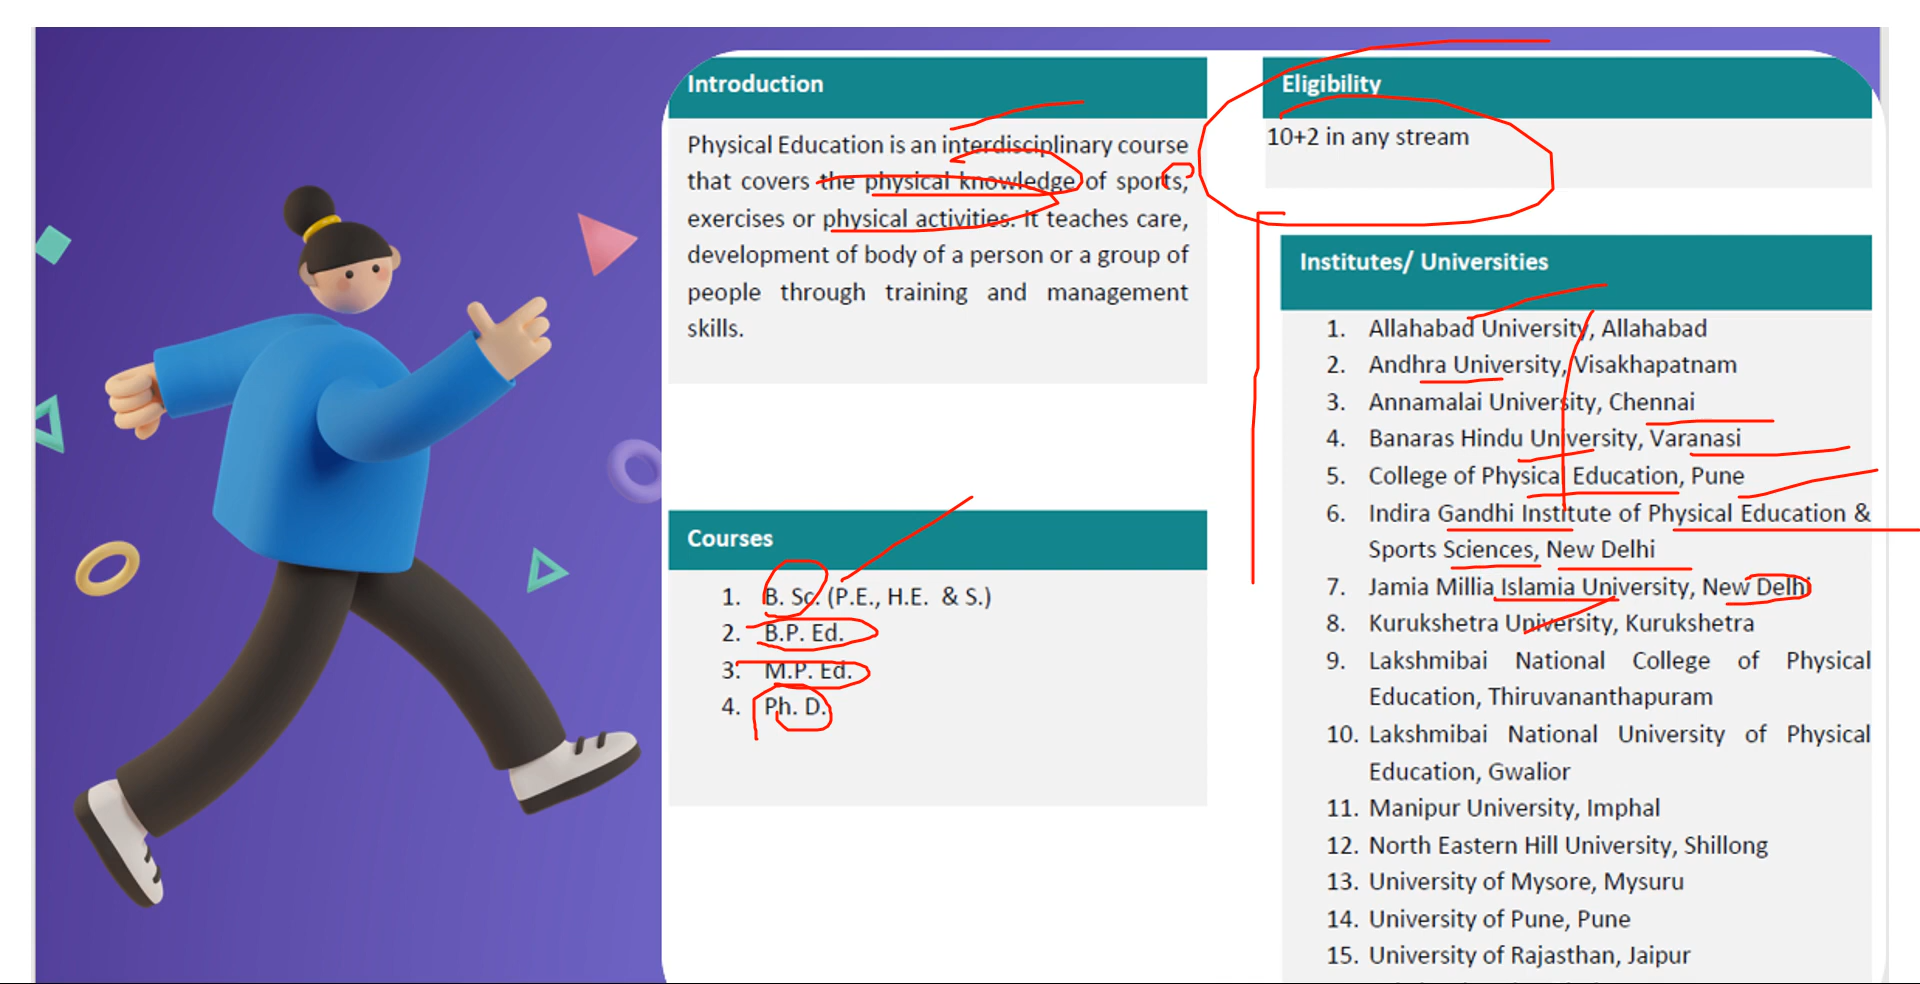 Introduction
Physical Education is an interdisciplinary course
that covers the physical knowledge of sports,
exercises or physical activities. It teaches care,
development of body of a person or a group of
people through training and management
skills.
Courses
1. B. Sc. (P.E., H.E. & S.)
2. B.P. Ed.
3. M.P. Ed.
4. Ph. D.
Eligibility
10+2 in any stream
Institutes/ Universities
1. Allahabad University, Allahabad
2. Andhra University, Visakhapatnam
3. Annamalai University, Chennai
4. Banaras Hindu University, Varanasi
5. College of Physical Education, Pune
6. Indira Gandhi Institute of Physical Education &
Sports Sciences, New Delhi
7. Jamia Millia Islamia University, New Delhi
8. Kurukshetra University, Kurukshetra
9. Lakshmibai National College of Physical
Education, Thiruvananthapuram
10. Lakshmibai National University of Physical
Education, Gwalior
11. Manipur University, Imphal
12. North Eastern Hill University, Shillong
13. University of Mysore, Mysuru
14. University of Pune, Pune
15. University of Rajasthan, Jaipur